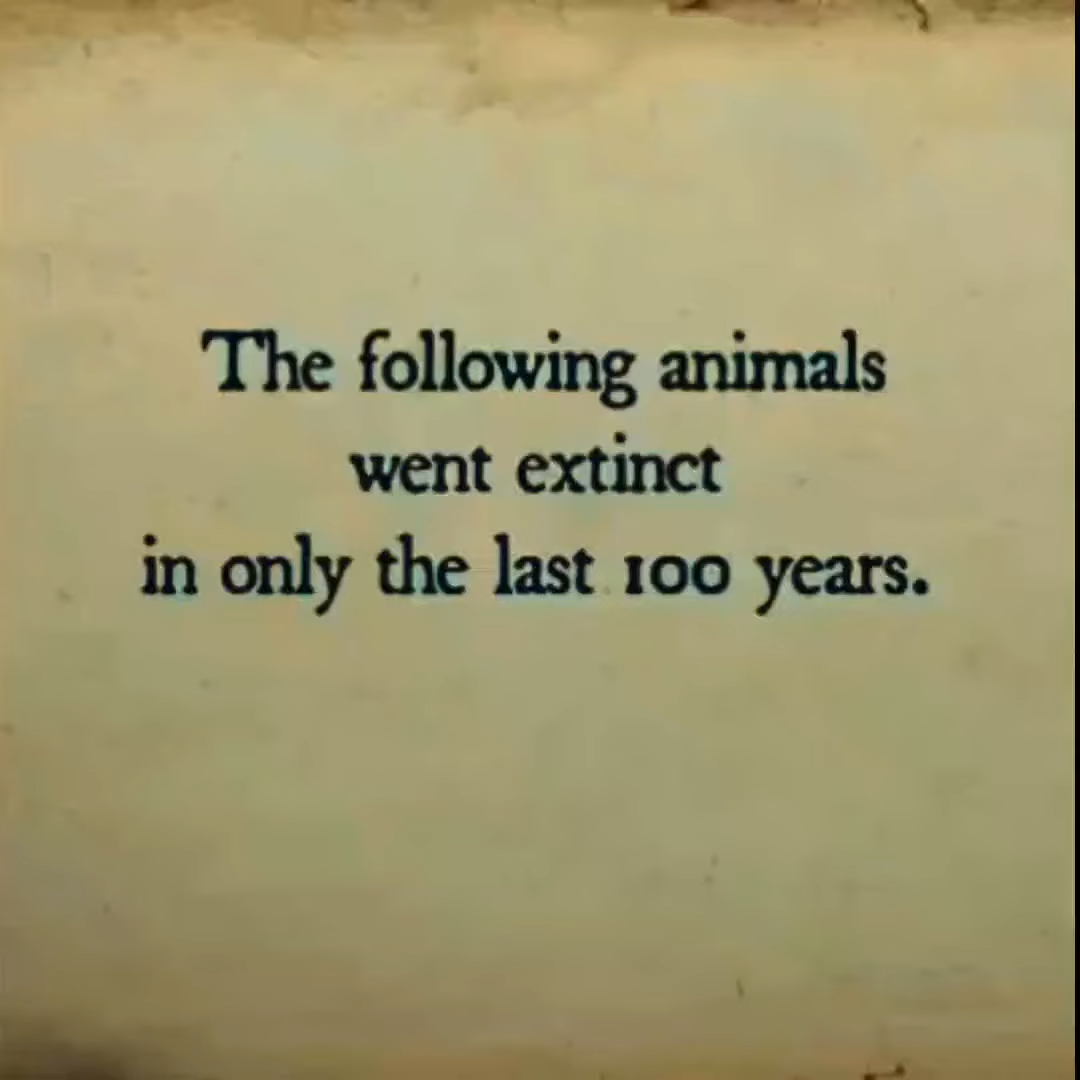 The following animals
went extinct
in only the last 100 years.